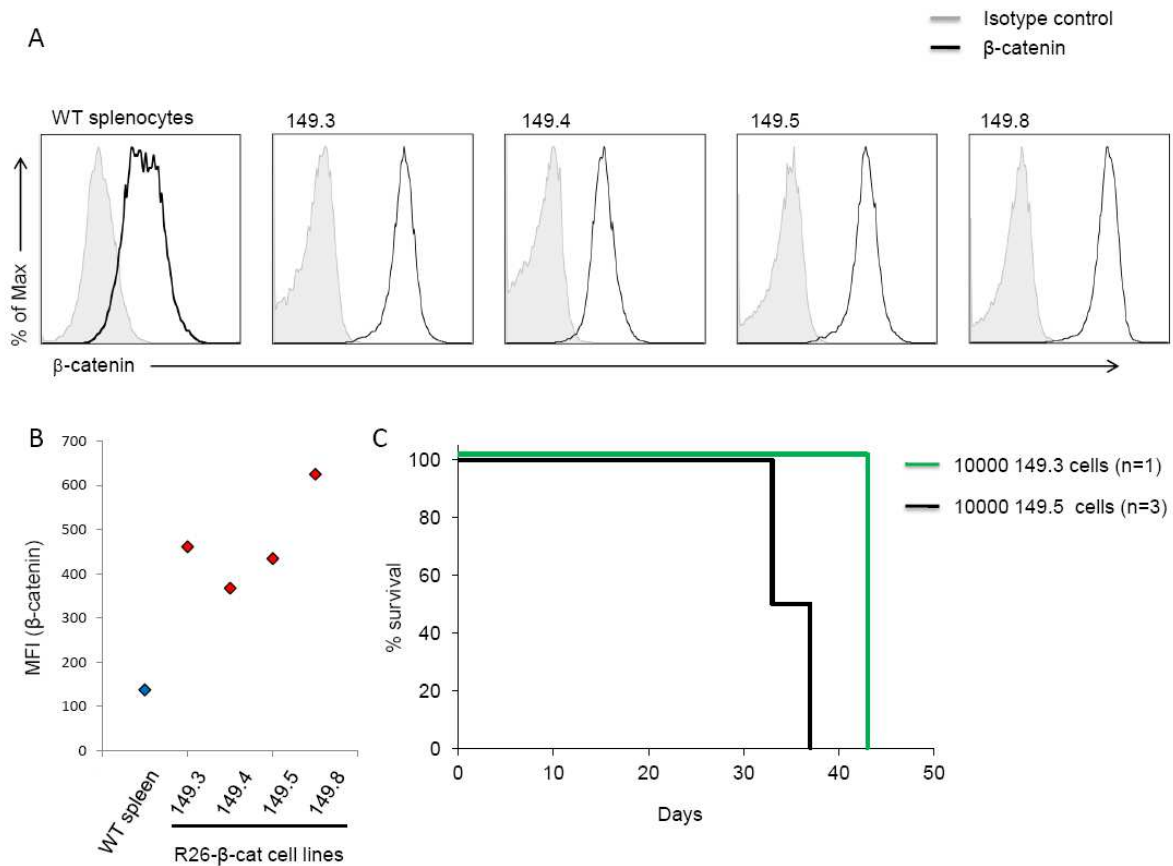 A
Isotype control
β-catenin
WT splenocytes
149.3
149.4
149.5
149.8
% of Max
β-catenin
B
MFI (β-catenin)
700
600
500
400
300
200
100
0
WT spleen
149.3
149.4
149.5
149.8
R26-β-cat cell lines
C
% survival
100
80
60
40
20
0
0 10 20 30 40 50
Days
10000 149.3 cells (n=1)
10000 149.5 cells (n=3)